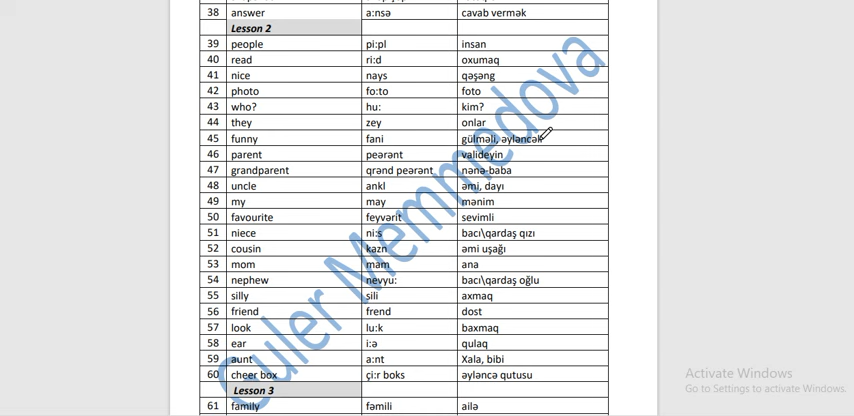 38 answer a:nsə cavab vermək
Lesson 2
39 people pi:pl insan
40 read ri:d oxumaq
41 nice nays qəşəng
42 photo fo:to foto
43 who? hu: kim?
44 they zey onlar
45 funny fani gülməli, əyləncəli
46 parent peərənt valideyin
47 grandparent qrənd peərənt nənə-baba
48 uncle ankl əmi, dayı
49 my may mənim
50 favourite feyvərit sevimli
51 niece ni:s bacı\qardaş qızı
52 cousin kazn əmi uşağı
53 mom mam ana
54 nephew nevyu: bacı\qardaş oğlu
55 silly sili axmaq
56 friend frend dost
57 look lu:k baxmaq
58 ear i:ə qulaq
59 aunt a:nt Xala, bibi
60 cheer box çi:r boks əyləncə qutusu
Lesson 3
61 family fəmili ailə
Guler Memmedova
Activate Windows
Go to Settings to activate Windows.